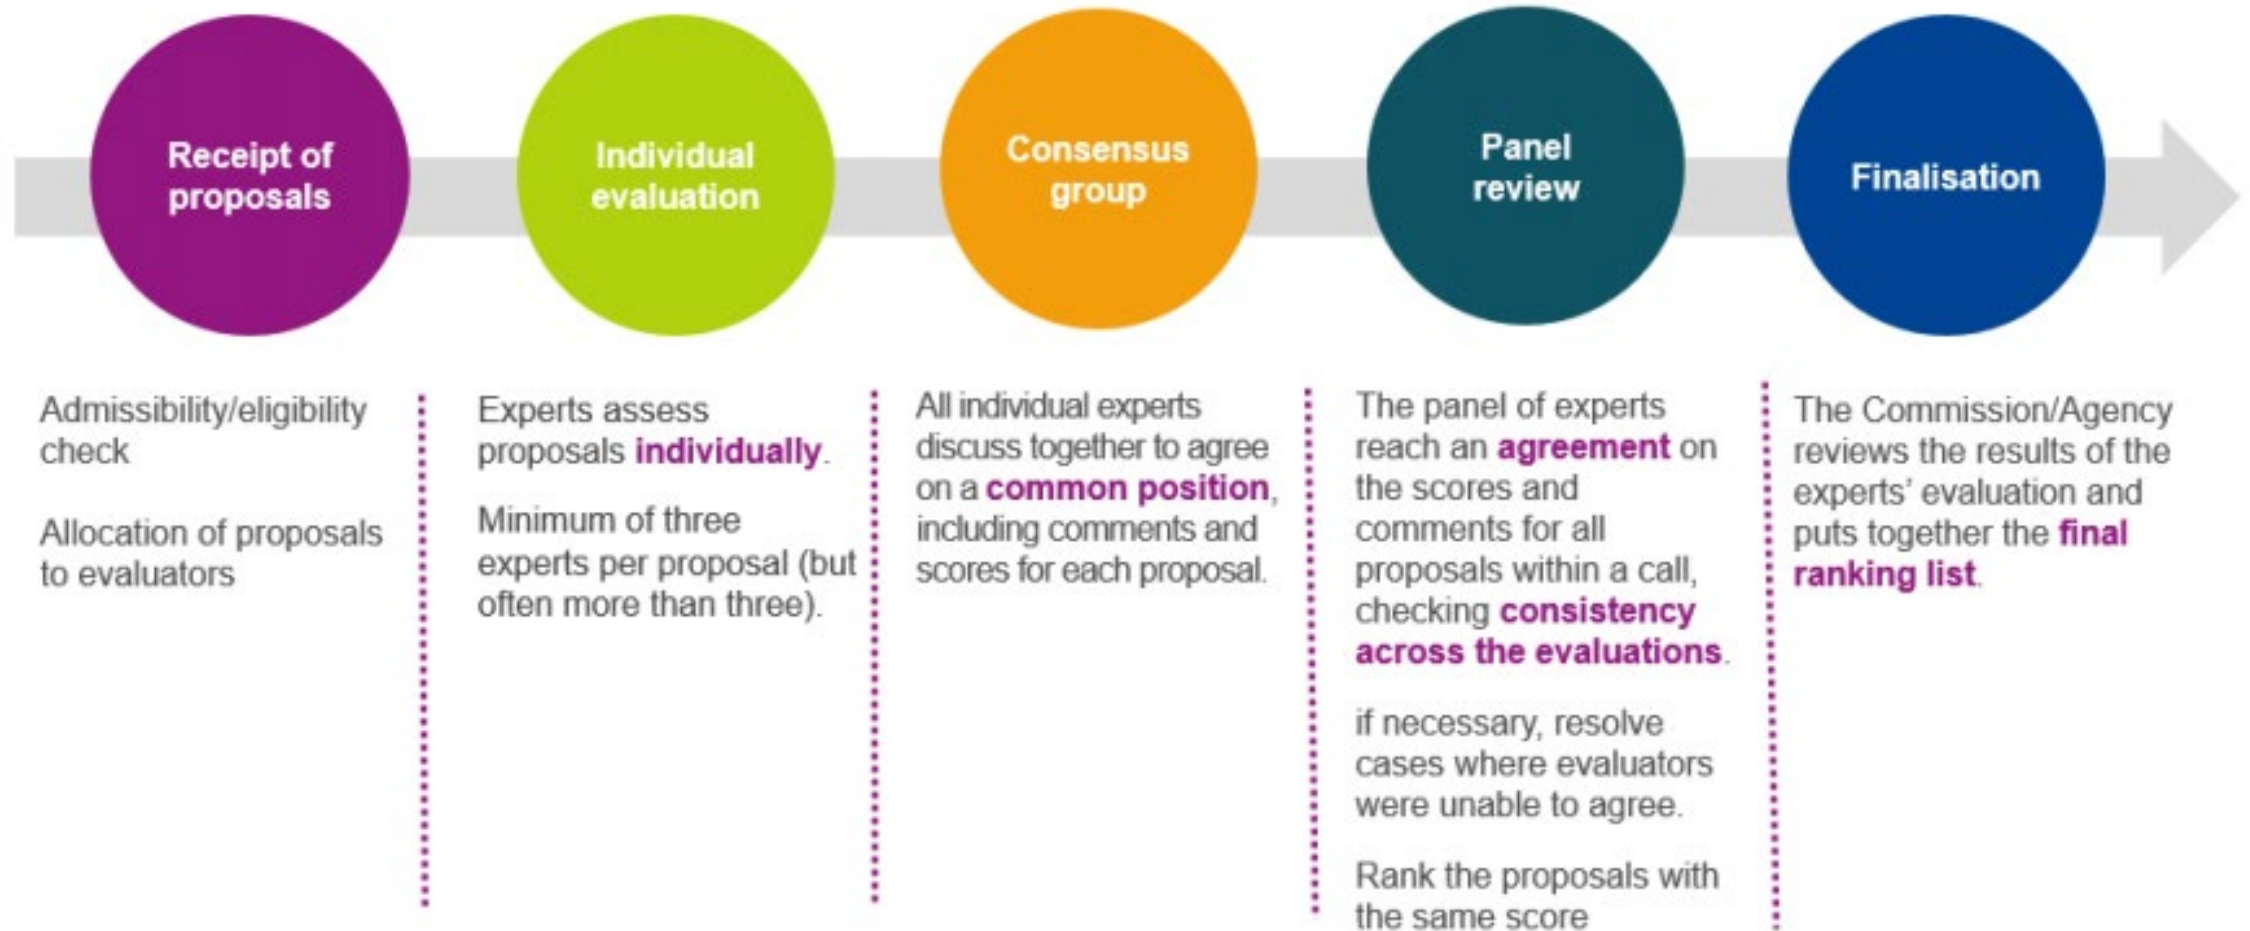 Receipt of
proposals
Individual
evaluation
Consensus
group
Panel
review
Finalisation
Admissibility/eligibility
check
Allocation of proposals
to evaluators
Experts assess
proposals individually.
Minimum of three
experts per proposal (but
often more than three).
All individual experts
discuss together to agree
on a common position,
including comments and
scores for each proposal.
The panel of experts
reach an agreement on
the scores and
comments for all
proposals within a call,
checking consistency
across the evaluations.
if necessary, resolve
cases where evaluators
were unable to agree.
Rank the proposals with
the same score
The Commission/Agency
reviews the results of the
experts’ evaluation and
puts together the final
ranking list.